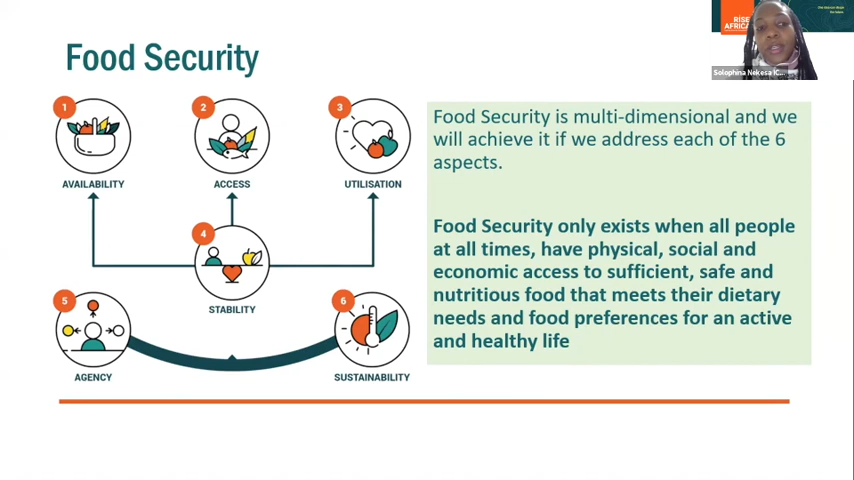 Food Security
1
2
3
AVAILABILITY
ACCESS
UTILISATION
4
STABILITY
5
6
AGENCY
SUSTAINABILITY
Food Security is multi-dimensional and we
will achieve it if we address each of the 6
aspects.
Food Security only exists when all people
at all times, have physical, social and
economic access to sufficient, safe and
nutritious food that meets their dietary
needs and food preferences for an active
and healthy life
RISE
AFRICA
Solophina Nekesa IC...